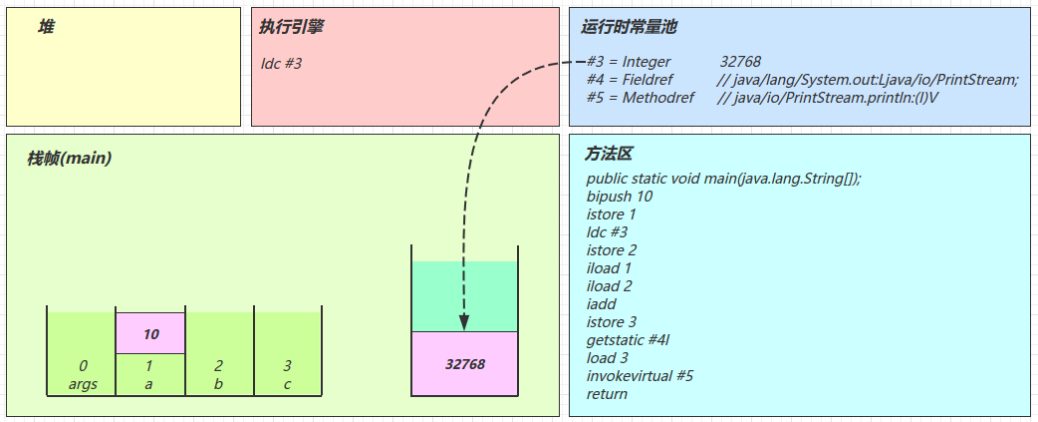 堆
执行引擎
ldc #3
运行时常量池
#3 = Integer 32768
#4 = Fieldref // java/lang/System.out:Ljava/io/PrintStream;
#5 = Methodref // java/io/PrintStream.println:(I)V
栈帧(main)
10
0 1 2 3
args a b c
32768
方法区
public static void main(java.lang.String[]);
bipush 10
istore 1
ldc #3
istore 2
iload 1
iload 2
iadd
istore 3
getstatic #4I
load 3
invokevirtual #5
return